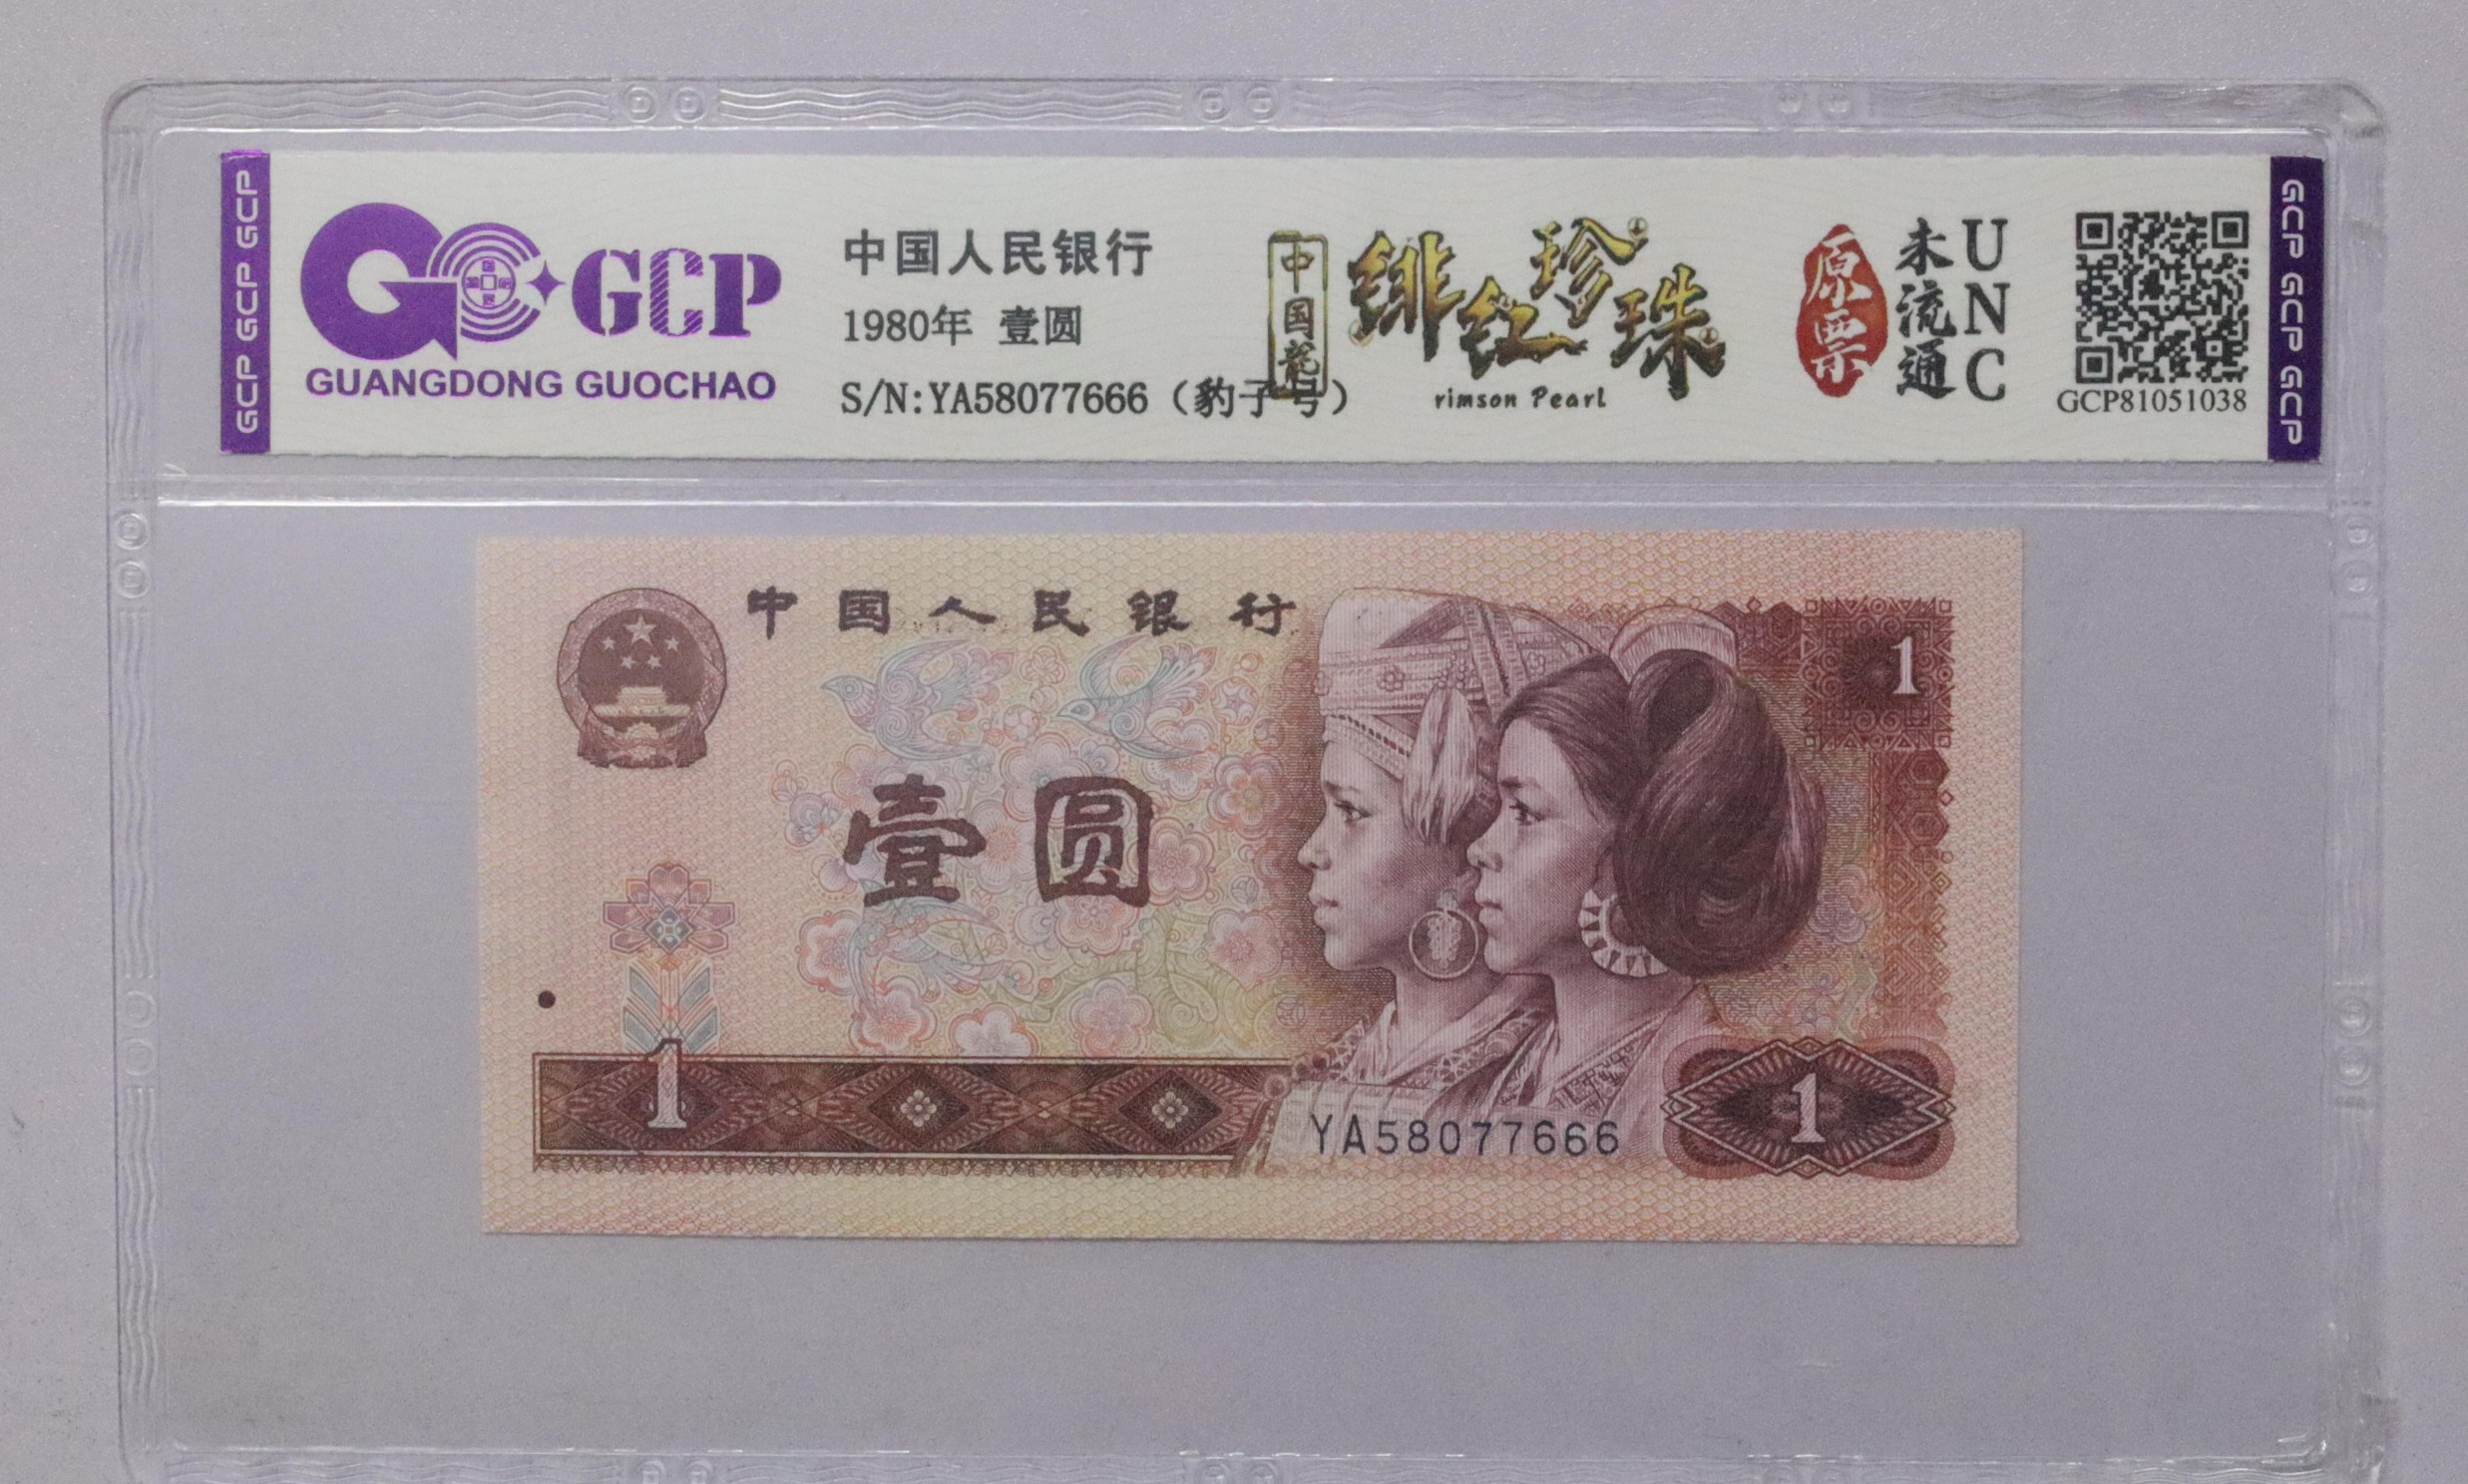 GCP GCP GCP
GCP
GUANGDONG GUOCHAO
中国人民银行
1980年 壹圆
S/N:YA58077666（豹子号）
中国龍
绯红珍珠
rimson Pearl
原票
未流通
UNC
GCP81051038
GCP GCP GCP
中国人民银行
1
壹圆
1
YA58077666
1